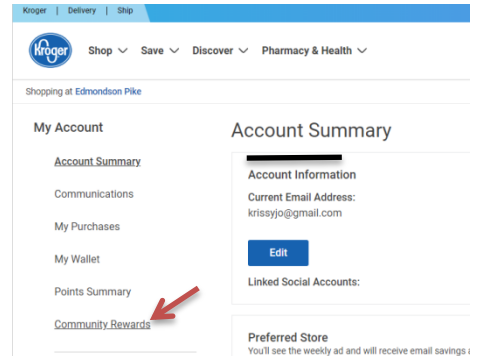 Kroger | Delivery | Ship
Kroger Shop Save Discover Pharmacy & Health
Shopping at Edmondson Pike
My Account
Account Summary
Communications
My Purchases
My Wallet
Points Summary
Community Rewards
Account Summary
Account Information
Current Email Address:
krissyjo@gmail.com
Edit
Linked Social Accounts:
Preferred Store
You'll see the weekly ad and will receive email savings a